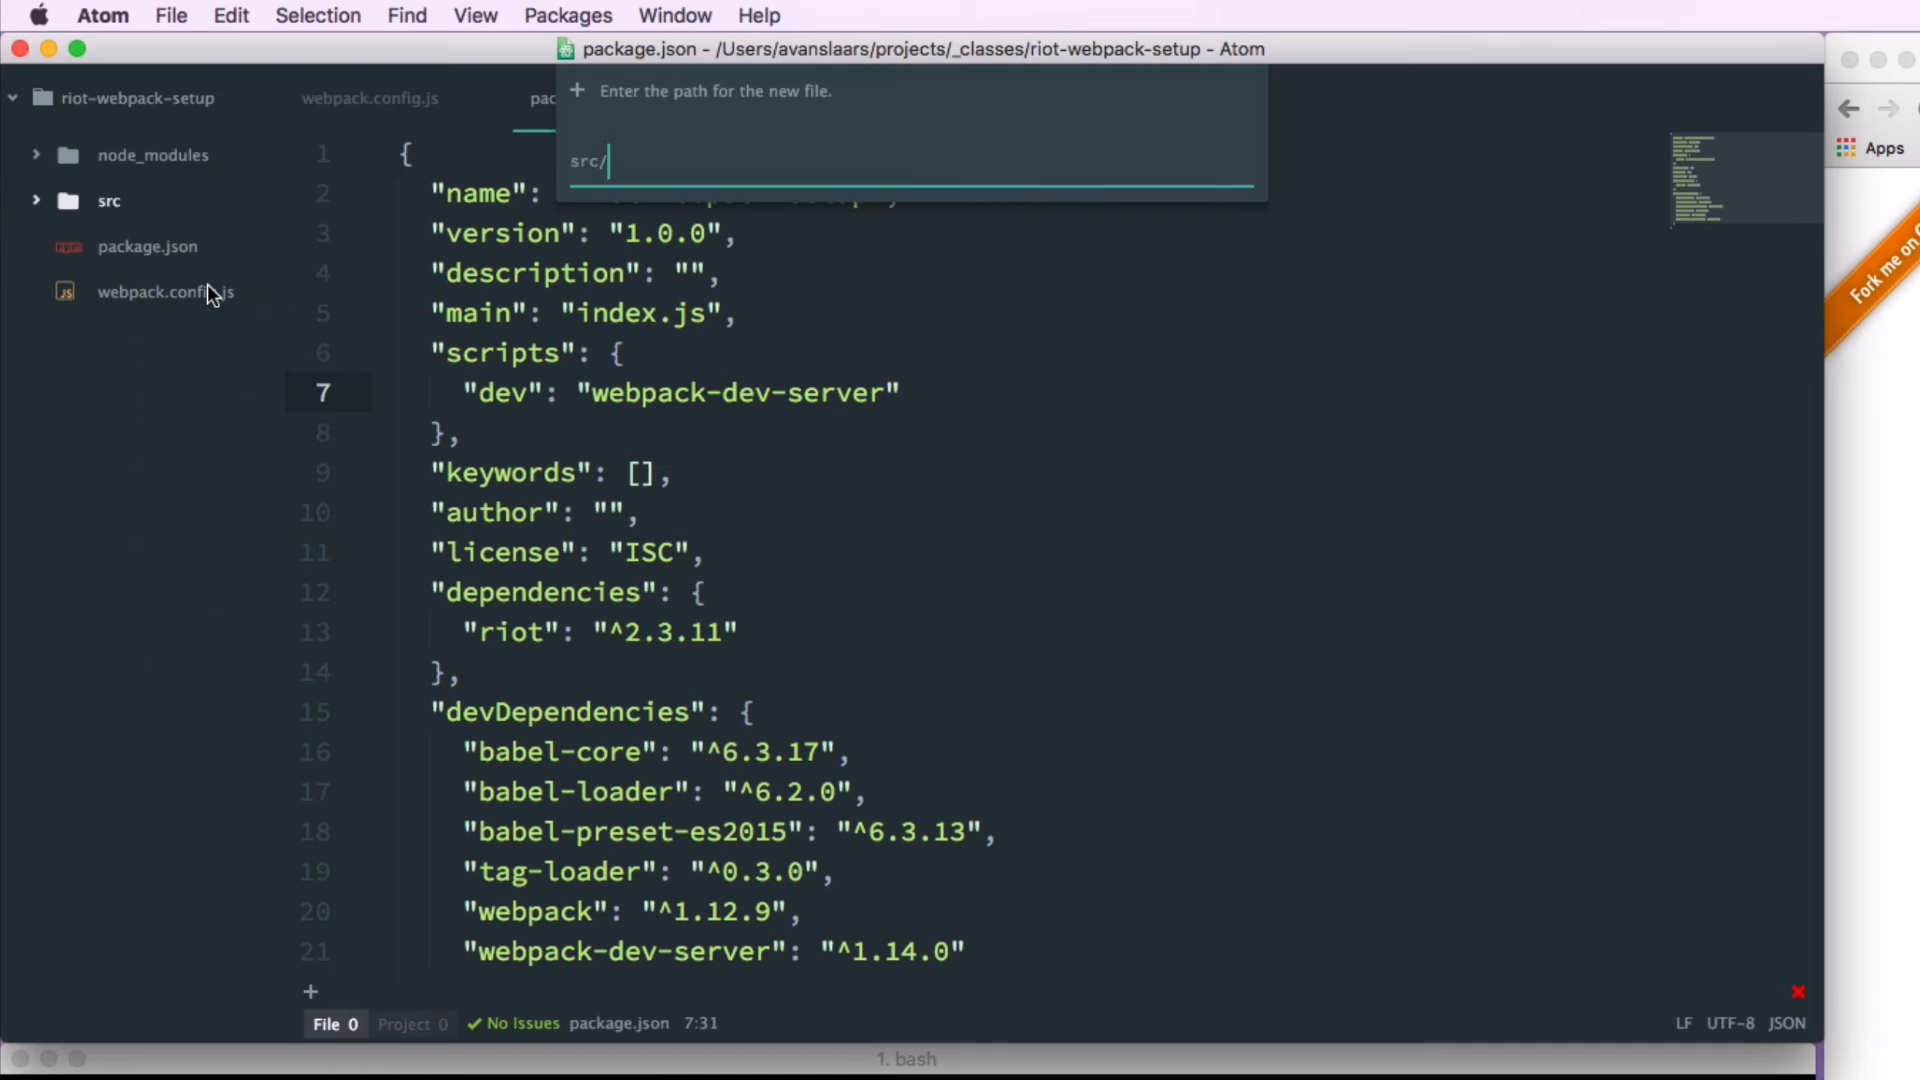 Atom File Edit Selection Find View Packages Window Help
package.json - /Users/avanslaars/projects/_classes/riot-webpack-setup - Atom
riot-webpack-setup
node_modules
src
package.json
webpack.config.js
webpack.config.js
pac
+ Enter the path for the new file.
src/
1 {
2 "name":
3 "version": "1.0.0",
4 "description": "",
5 "main": "index.js",
6 "scripts": {
7 "dev": "webpack-dev-server"
8 },
9 "keywords": [],
10 "author": "",
11 "license": "ISC",
12 "dependencies": {
13 "riot": "^2.3.11"
14 },
15 "devDependencies": {
16 "babel-core": "^6.3.17",
17 "babel-loader": "^6.2.0",
18 "babel-preset-es2015": "^6.3.13",
19 "tag-loader": "^0.3.0",
20 "webpack": "^1.12.9",
21 "webpack-dev-server": "^1.14.0"
+
File 0 Project 0 No Issues package.json 7:31 LF UTF-8 JSON
1. bash
Apps
Fork me on